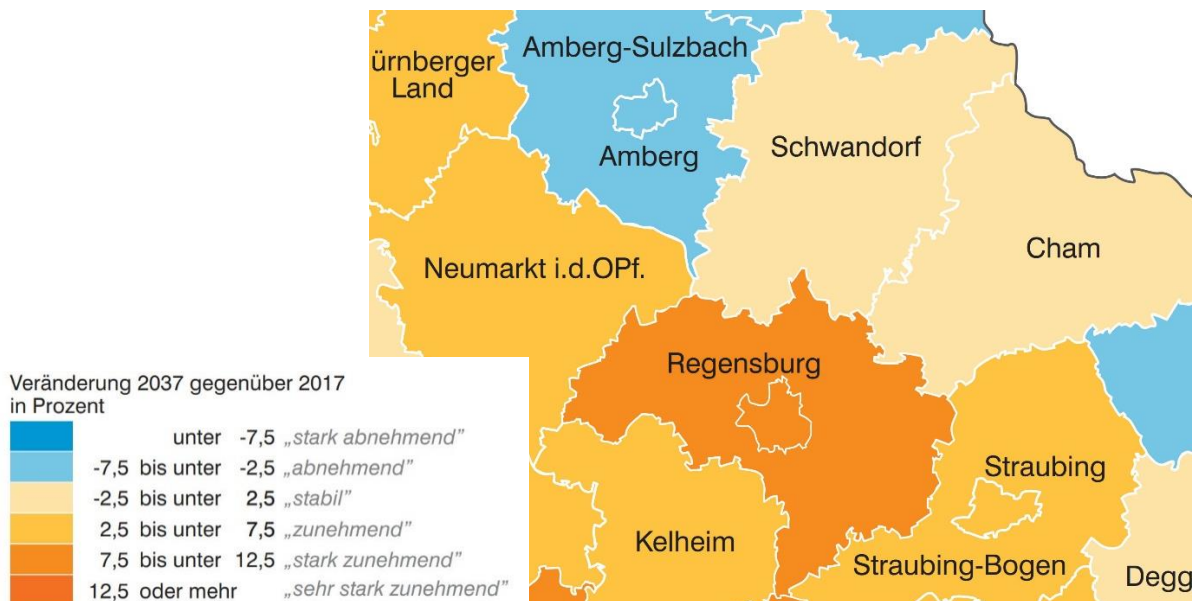 Amberg-Sulzbach
ürnberger
Land
Amberg
Schwandorf
Cham
Neumarkt i.d.OPf.
Regensburg
Straubing
Kelheim
Straubing-Bogen
Degg
Veränderung 2037 gegenüber 2017
in Prozent
unter -7,5 „stark abnehmend”
-7,5 bis unter -2,5 „abnehmend”
-2,5 bis unter 2,5 „stabil”
2,5 bis unter 7,5 „zunehmend”
7,5 bis unter 12,5 „stark zunehmend”
12,5 oder mehr „sehr stark zunehmend”